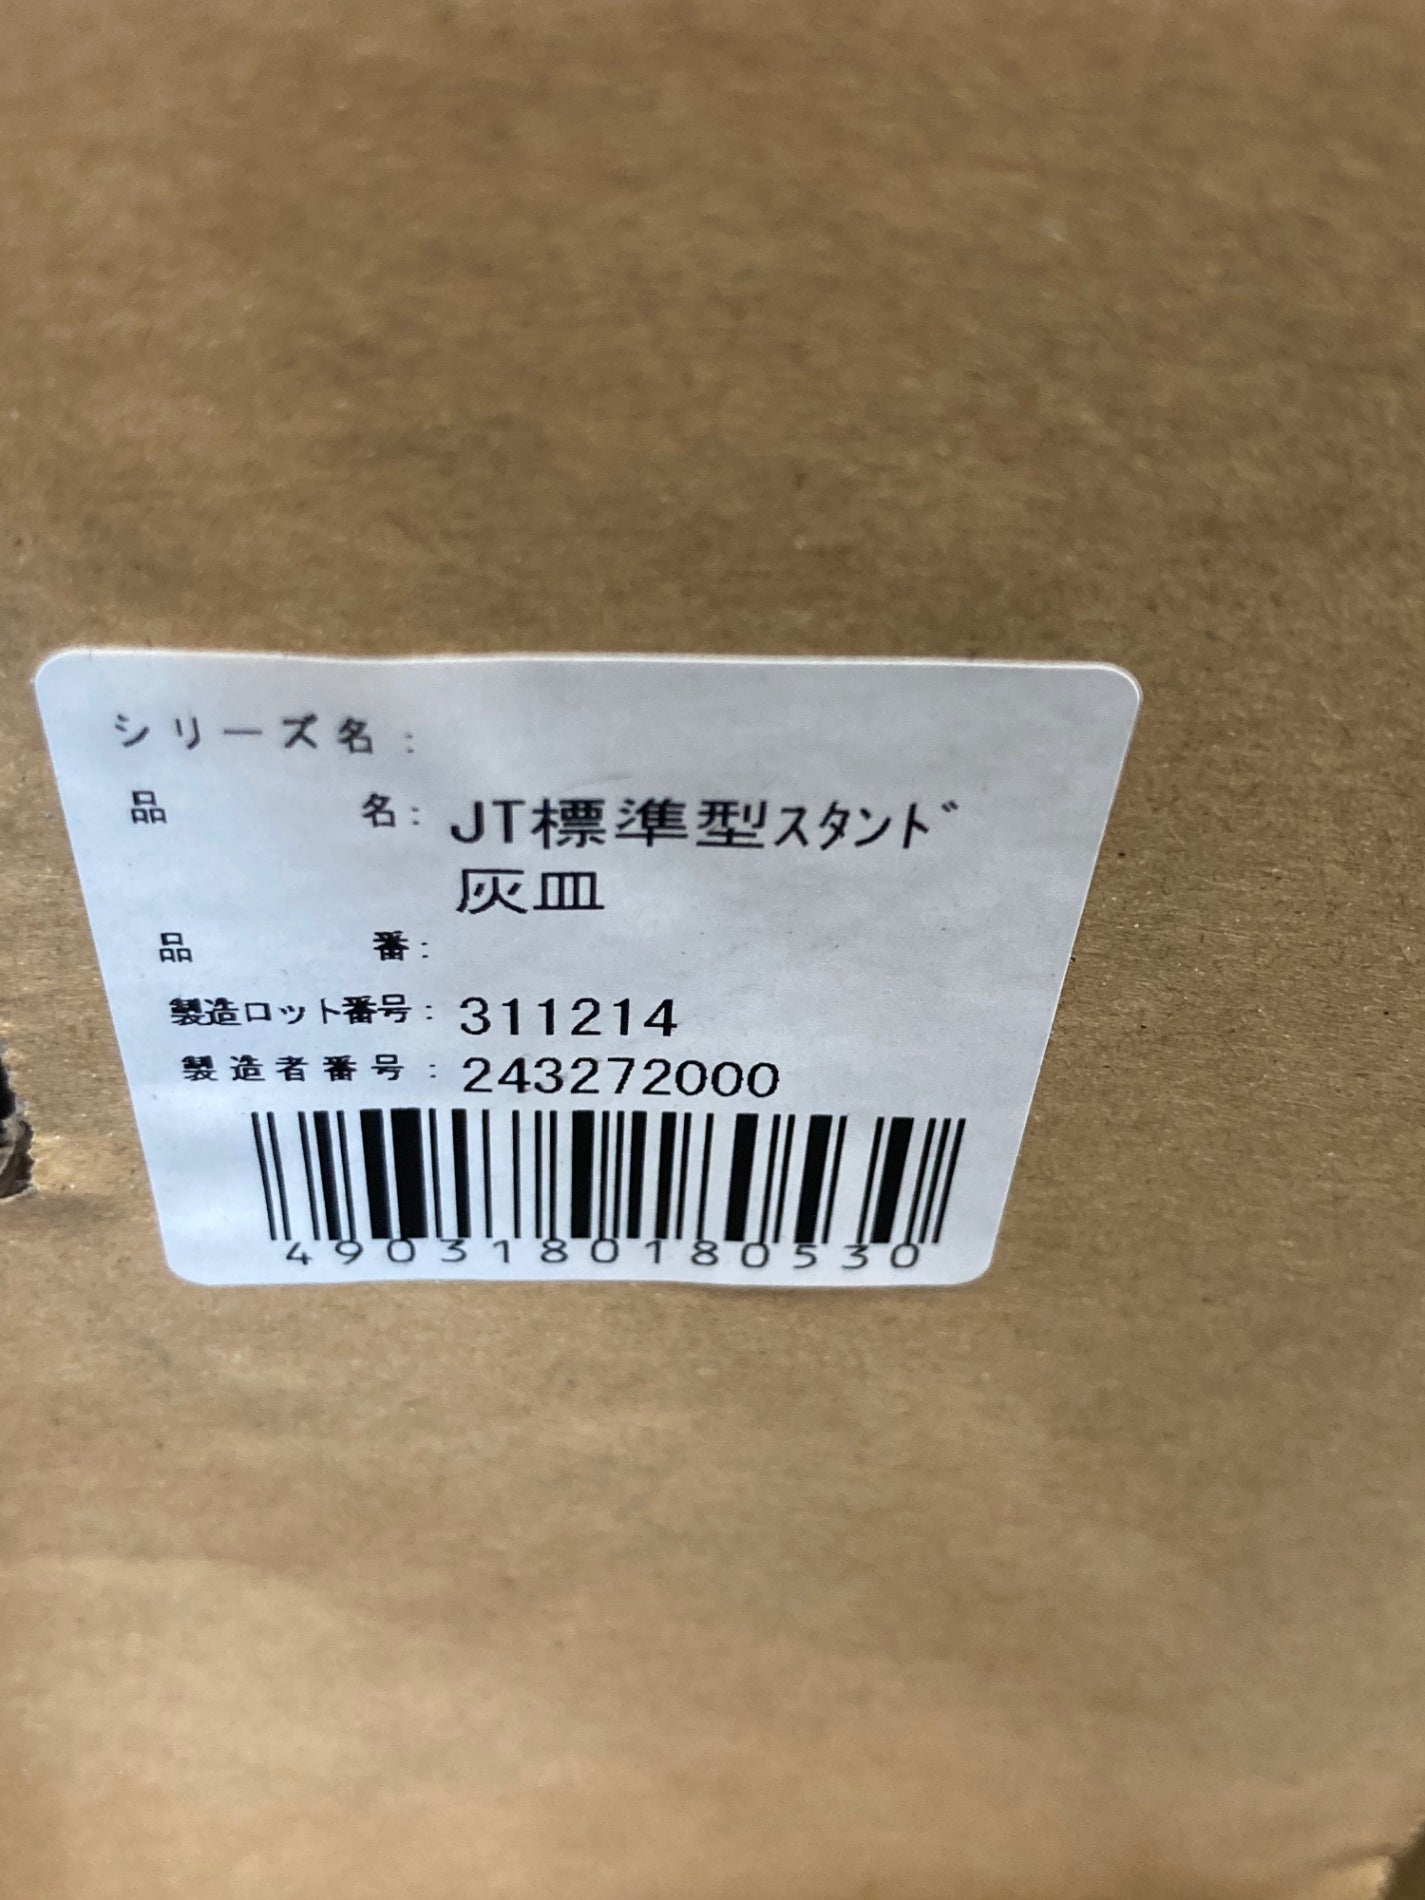 シリーズ名:
品名: JT標準型ｽﾀﾝﾄﾞ
灰皿
品番:
製造ロット番号: 311214
製造者番号: 243272000
4903180180530